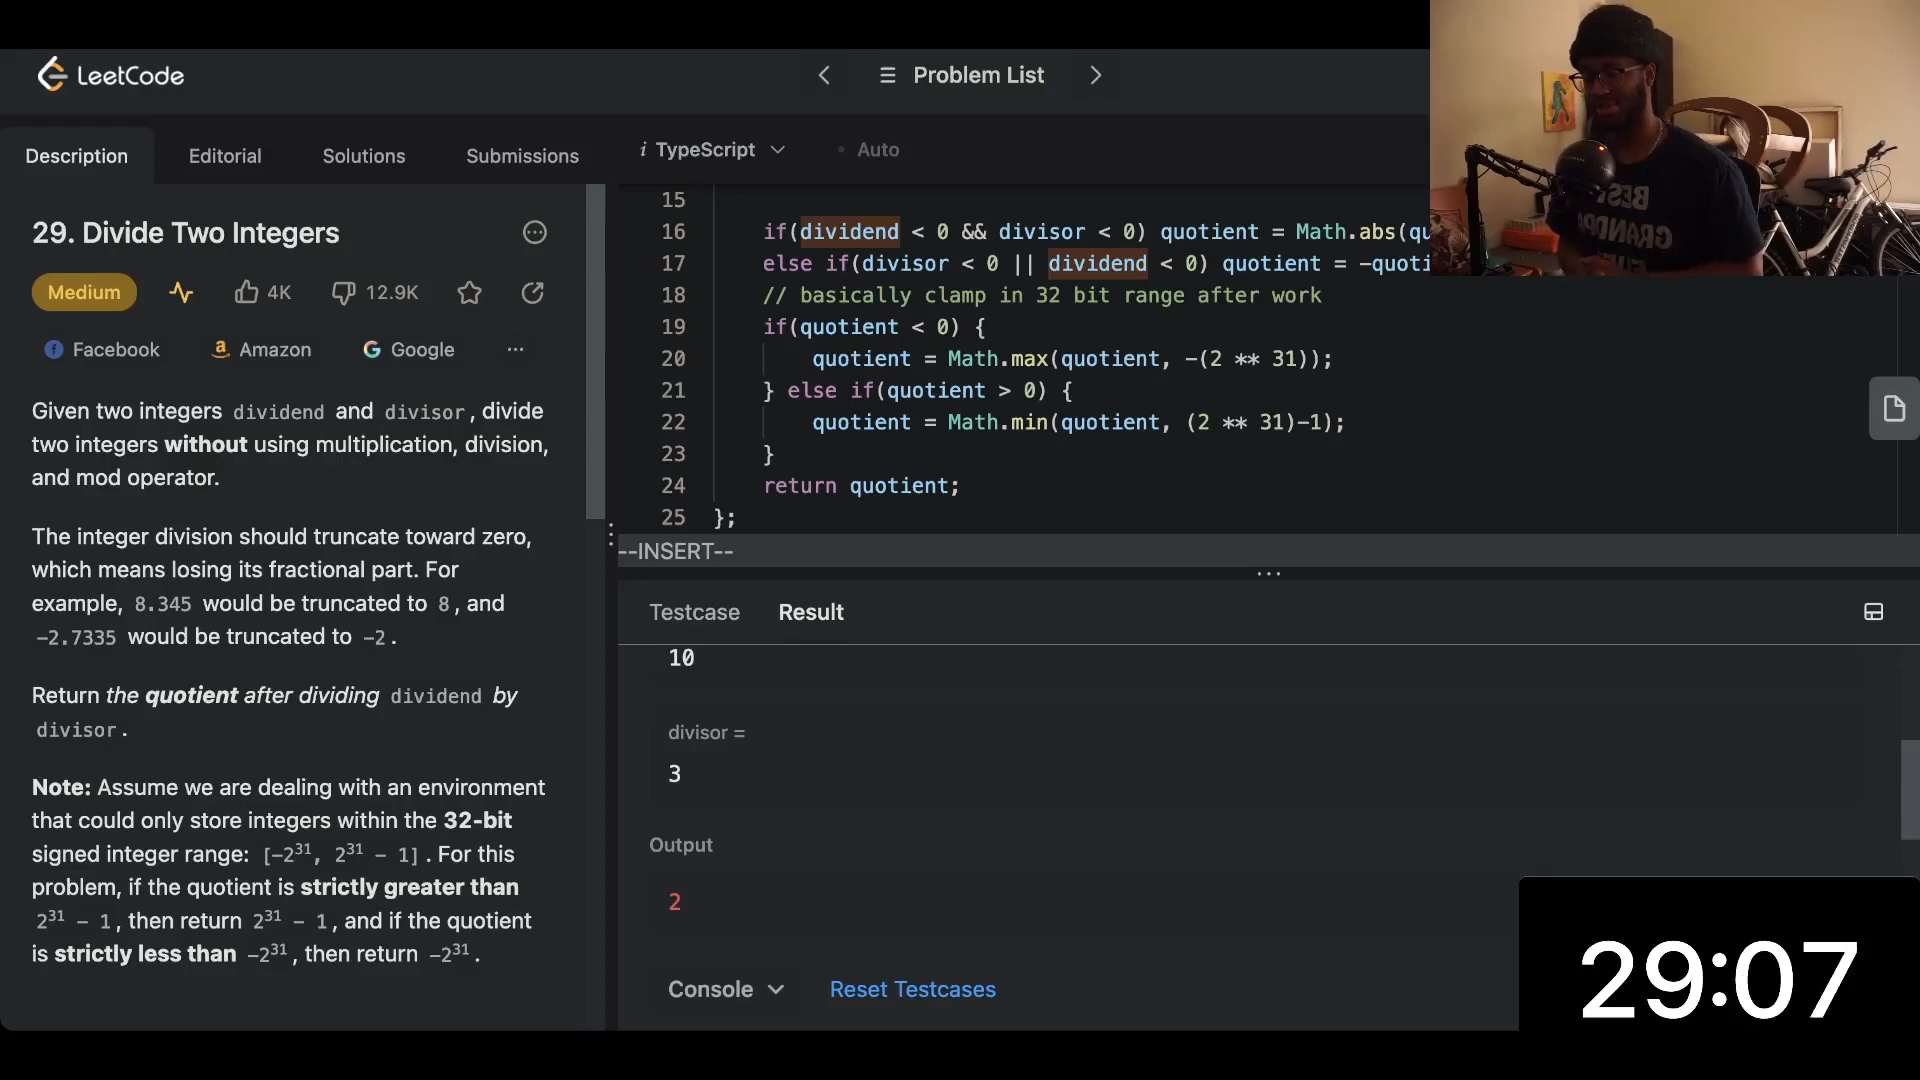 LeetCode
Problem List
Description
Editorial
Solutions
Submissions
i TypeScript
Auto
29. Divide Two Integers
Medium
4K
12.9K
Facebook
Amazon
Google
Given two integers dividend and divisor, divide
two integers without using multiplication, division,
and mod operator.
The integer division should truncate toward zero,
which means losing its fractional part. For
example, 8.345 would be truncated to 8, and
-2.7335 would be truncated to -2.
Return the quotient after dividing dividend by
divisor.
Note: Assume we are dealing with an environment
that could only store integers within the 32-bit
signed integer range: [−2³¹, 2³¹ − 1]. For this
problem, if the quotient is strictly greater than
2³¹ − 1, then return 2³¹ − 1, and if the quotient
is strictly less than −2³¹, then return −2³¹.
15
16 if(dividend < 0 && divisor < 0) quotient = Math.abs(qu
17 else if(divisor < 0 || dividend < 0) quotient = -quoti
18 // basically clamp in 32 bit range after work
19 if(quotient < 0) {
20 quotient = Math.max(quotient, -(2 ** 31));
21 } else if(quotient > 0) {
22 quotient = Math.min(quotient, (2 ** 31)-1);
23 }
24 return quotient;
25 };
--INSERT--
Testcase
Result
10
divisor =
3
Output
2
Console
Reset Testcases
29:07